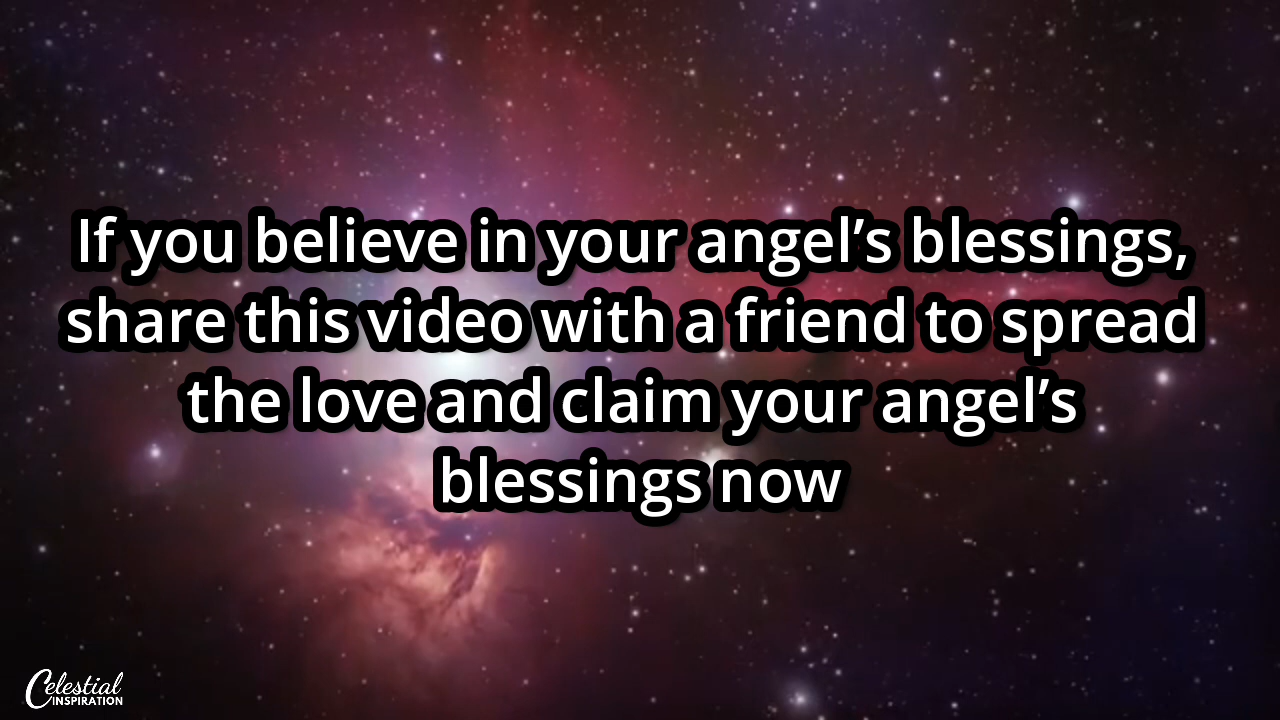 If you believe in your angel’s blessings,
share this video with a friend to spread
the love and claim your angel’s
blessings now
Celestial
INSPIRATION